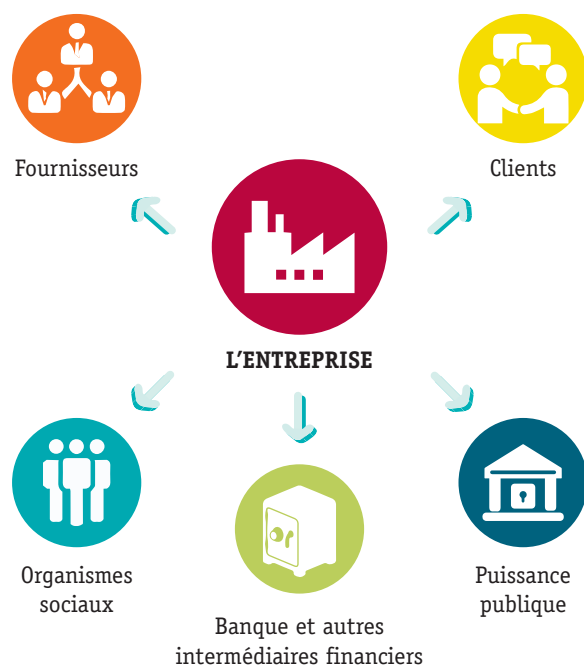 Fournisseurs
Clients
L'ENTREPRISE
Organismes
sociaux
Banque et autres
intermédiaires financiers
Puissance
publique